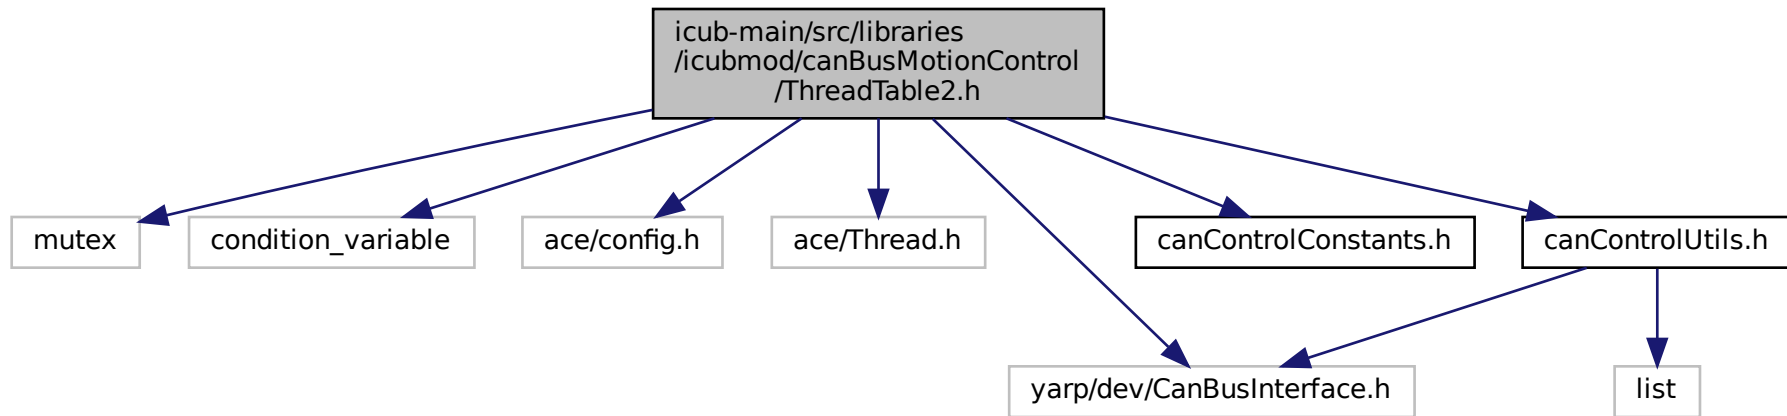 icub-main/src/libraries
/icubmod/canBusMotionControl
/ThreadTable2.h
mutex
condition_variable
ace/config.h
ace/Thread.h
canControlConstants.h
canControlUtils.h
yarp/dev/CanBusInterface.h
list